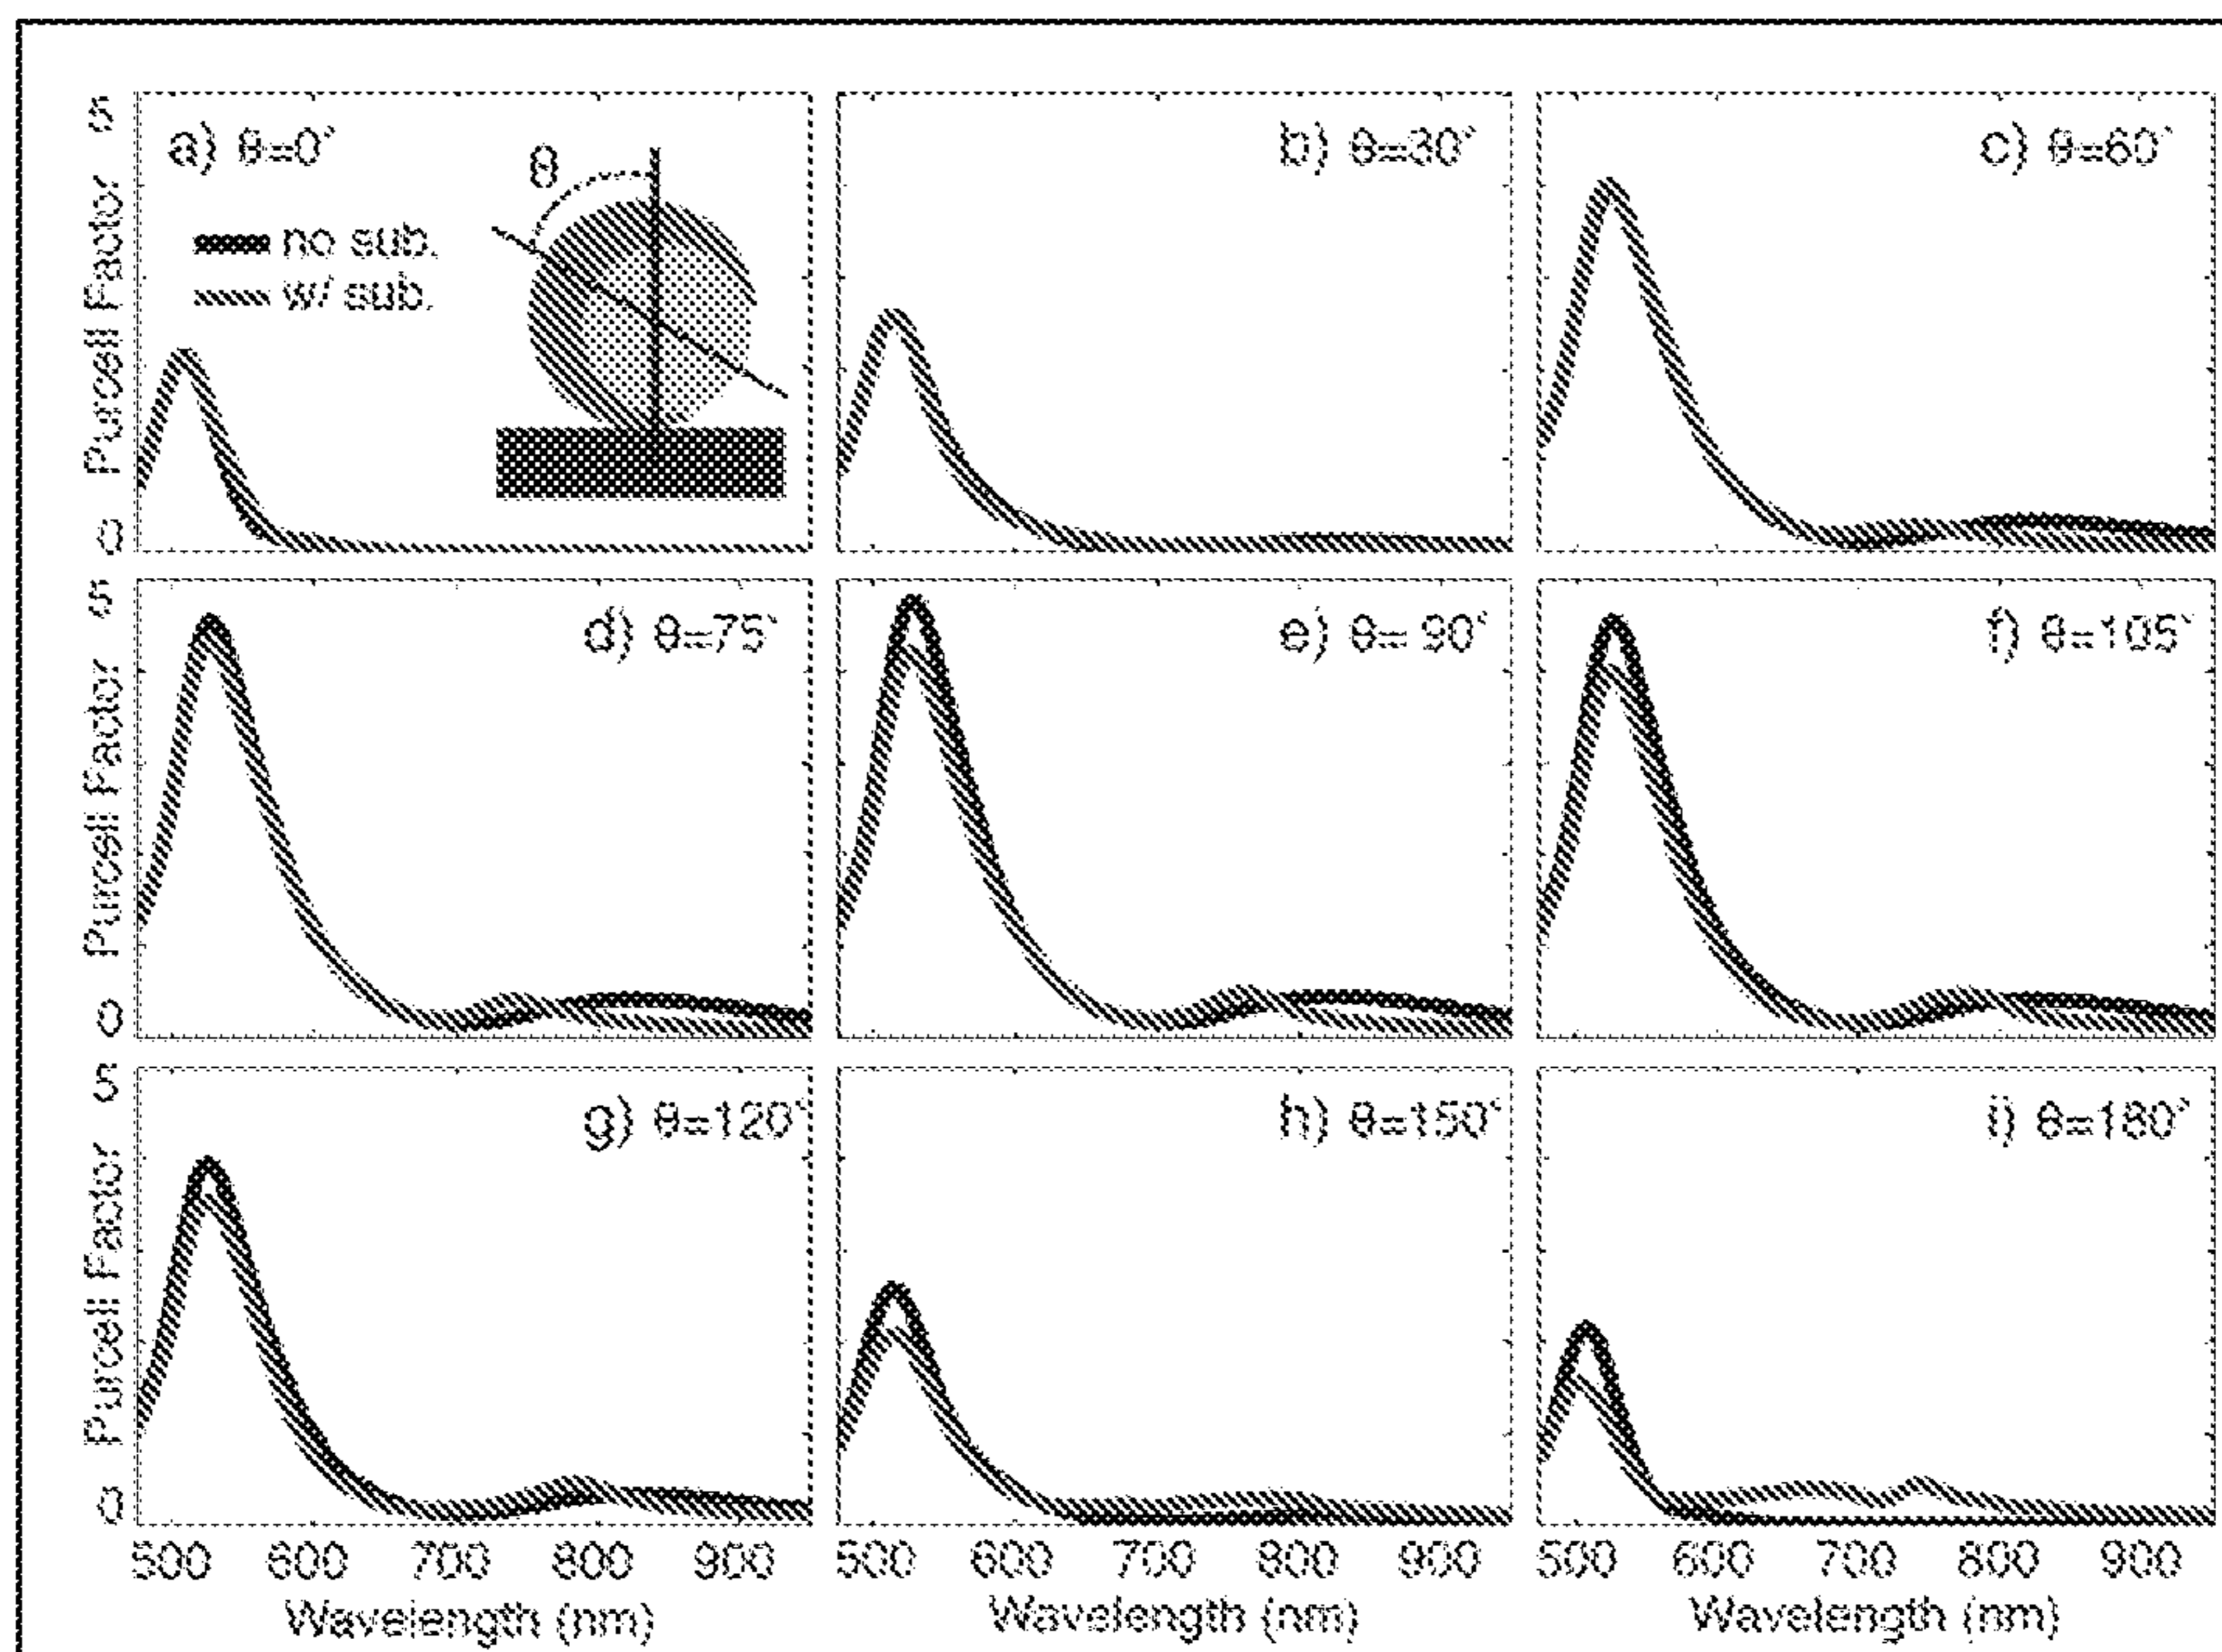 a) θ=0°
θ
no sub.
w/ sub.
Purcell Factor
5
0
b) θ=30°
c) θ=60°
d) θ=75°
Purcell Factor
5
0
e) θ= 90°
f) θ=105°
g) θ=120°
Purcell Factor
5
0
h) θ=150°
i) θ=180°
500 600 700 800 900
500 600 700 800 900
500 600 700 800 900
Wavelength (nm)
Wavelength (nm)
Wavelength (nm)